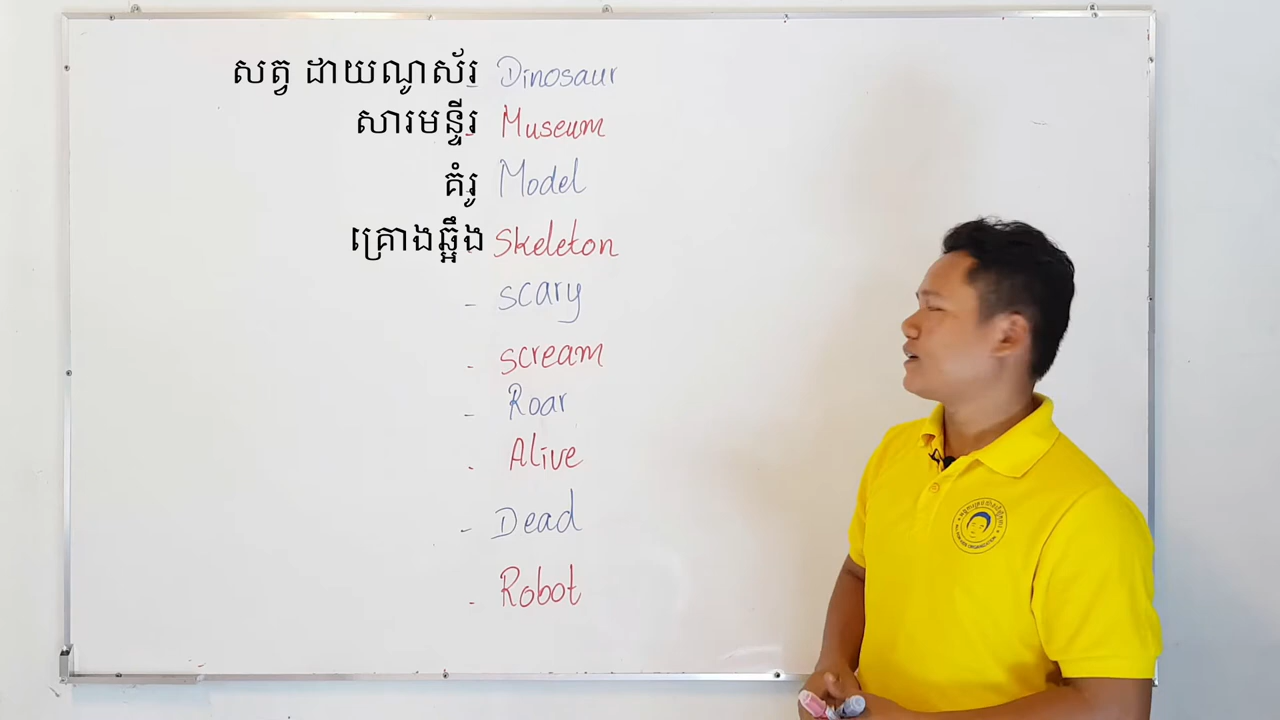 សត្វ ដាយណូស័រ - Dinosaur
សារមន្ទីរ - Museum
គំរូ - Model
គ្រោងឆ្អឹង - Skeleton
- scary
- scream
- Roar
- Alive
- Dead
- Robot